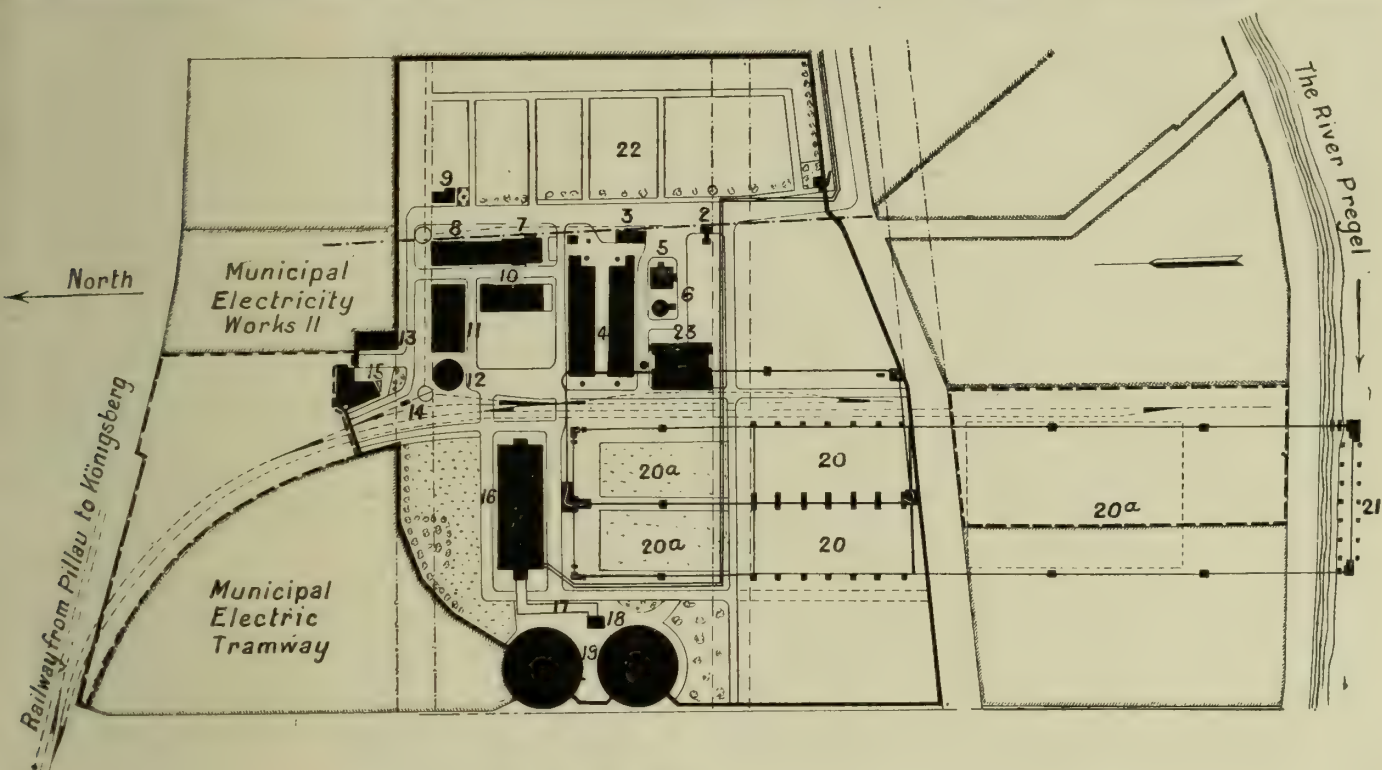 The River Pregel
22
9
8
7
3
2
5
North
Municipal
Electricity
Works II
10
6
11
4
23
13
15
12
14
20a
20
16
20a
21
20a
20
Railway from Pillau to Königsberg
Municipal
Electric
Tramway
17
18
19